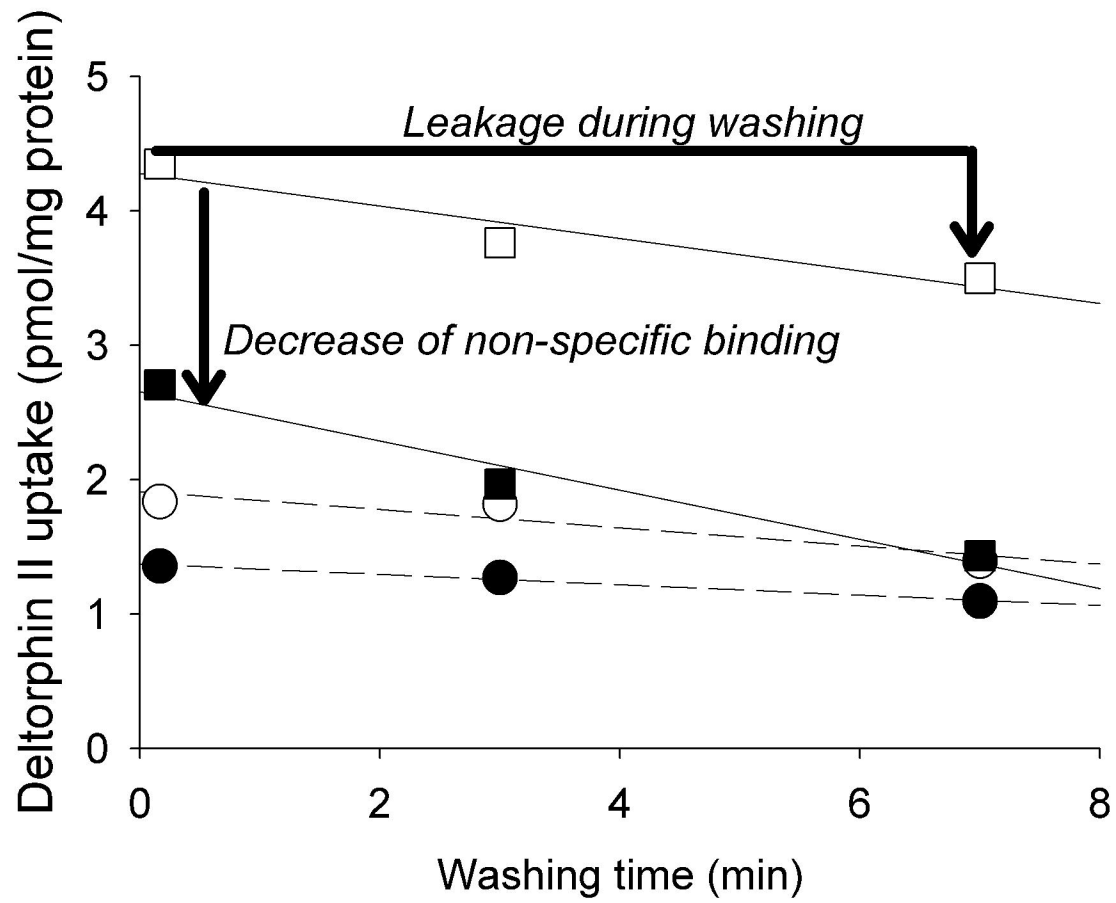 Deltorphin II uptake (pmol/mg protein)
5
4
3
2
1
0
Leakage during washing
Decrease of non-specific binding
0 2 4 6 8
Washing time (min)